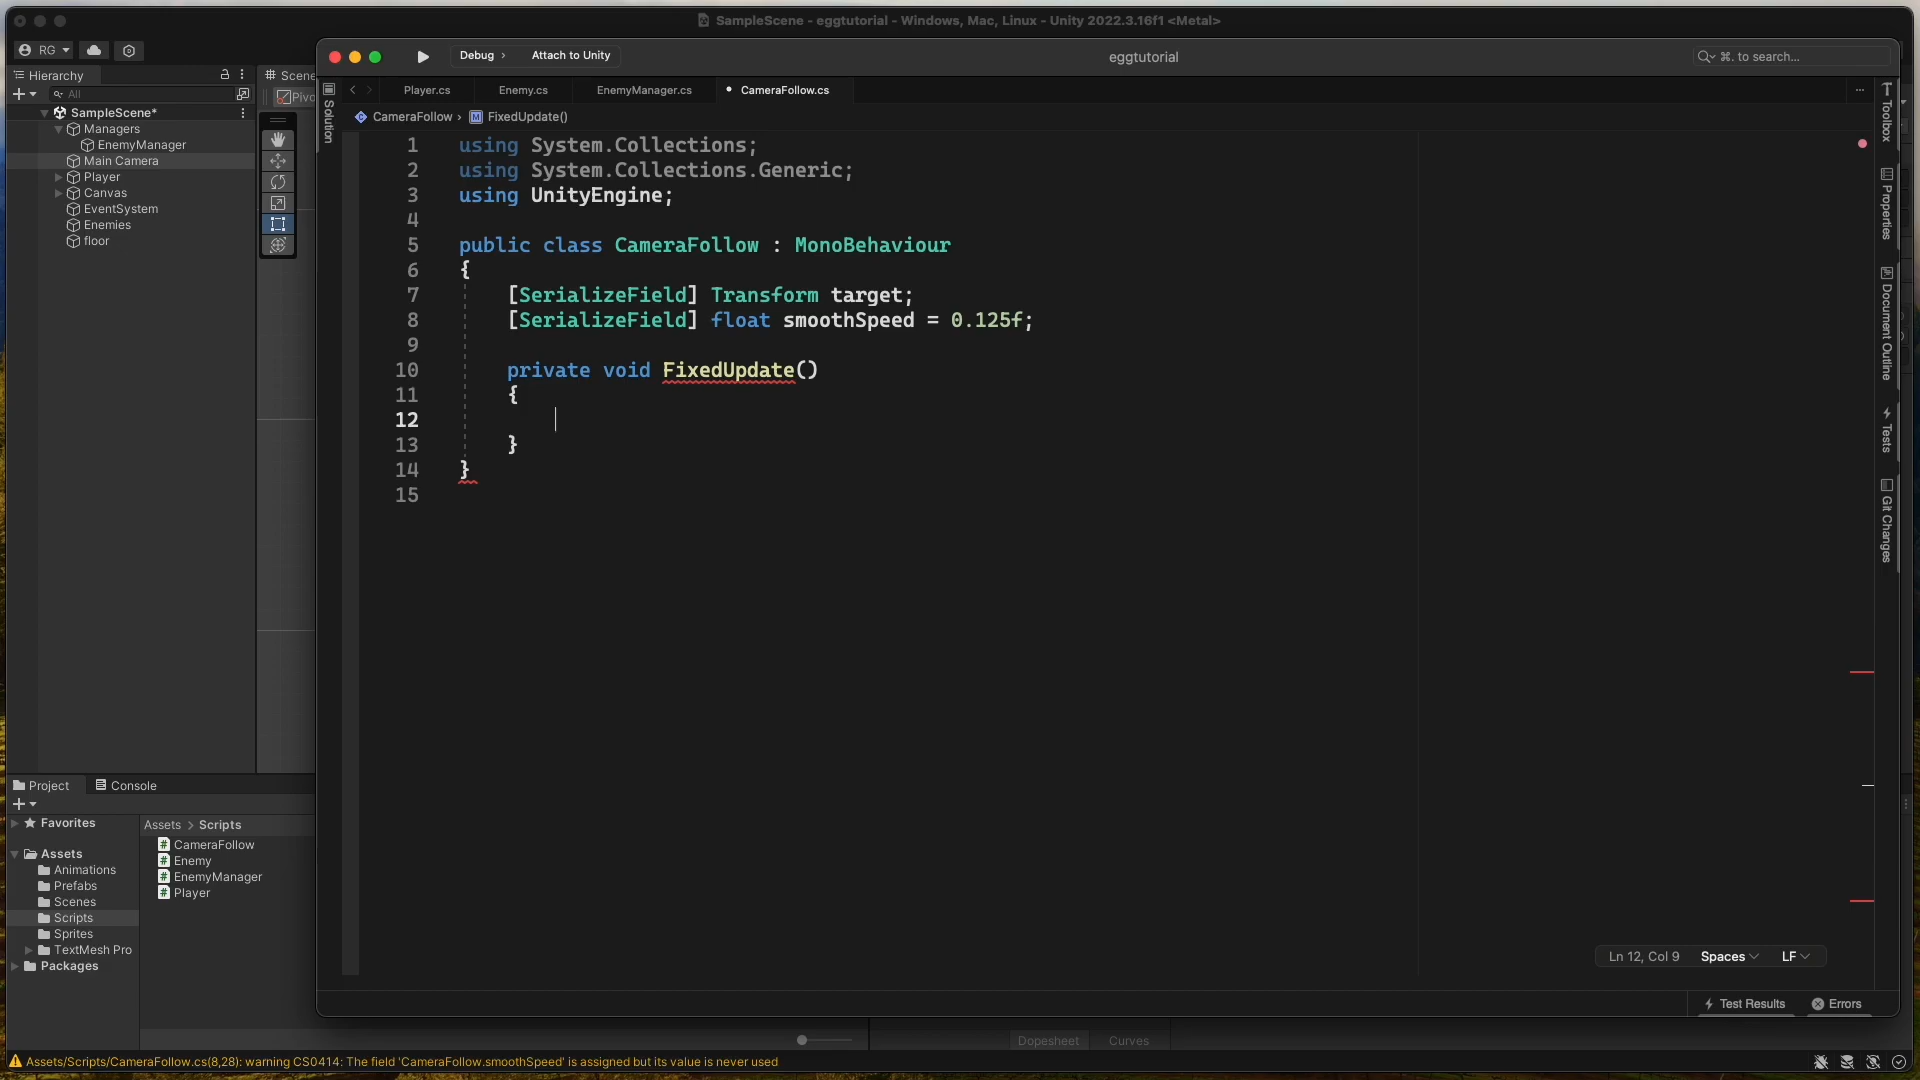 SampleScene - eggtutorial - Windows, Mac, Linux - Unity 2022.3.16f1 <Metal>
RG
Hierarchy
All
SampleScene*
Managers
EnemyManager
Main Camera
Player
Canvas
EventSystem
Enemies
floor
# Scene
Pivo
Debug >
Attach to Unity
eggtutorial
⌘. to search...
Player.cs
Enemy.cs
EnemyManager.cs
CameraFollow.cs
CameraFollow > FixedUpdate()
Solution
1 using System.Collections;
2 using System.Collections.Generic;
3 using UnityEngine;
4
5 public class CameraFollow : MonoBehaviour
6 {
7 [SerializeField] Transform target;
8 [SerializeField] float smoothSpeed = 0.125f;
9
10 private void FixedUpdate()
11 {
12
13 }
14 }
15
Toolbox
Properties
Document Outline
Tests
Git Changes
Ln 12, Col 9
Spaces
LF
Test Results
Errors
Project
Console
Favorites
Assets
Animations
Prefabs
Scenes
Scripts
Sprites
TextMesh Pro
Packages
Assets > Scripts
# CameraFollow
# Enemy
# EnemyManager
# Player
Dopesheet
Curves
Assets/Scripts/CameraFollow.cs(8,28): warning CS0414: The field 'CameraFollow.smoothSpeed' is assigned but its value is never used